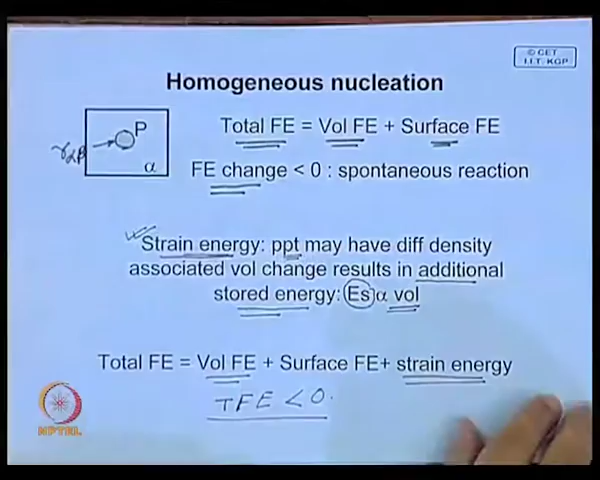 © CET
I.I.T. KGP
Homogeneous nucleation
P
Total FE = Vol FE + Surface FE
γαβ
α
FE change < 0 : spontaneous reaction
Strain energy: ppt may have diff density
associated vol change results in additional
stored energy: Es α vol
Total FE = Vol FE + Surface FE+ strain energy
TFE < 0.
NPTEL